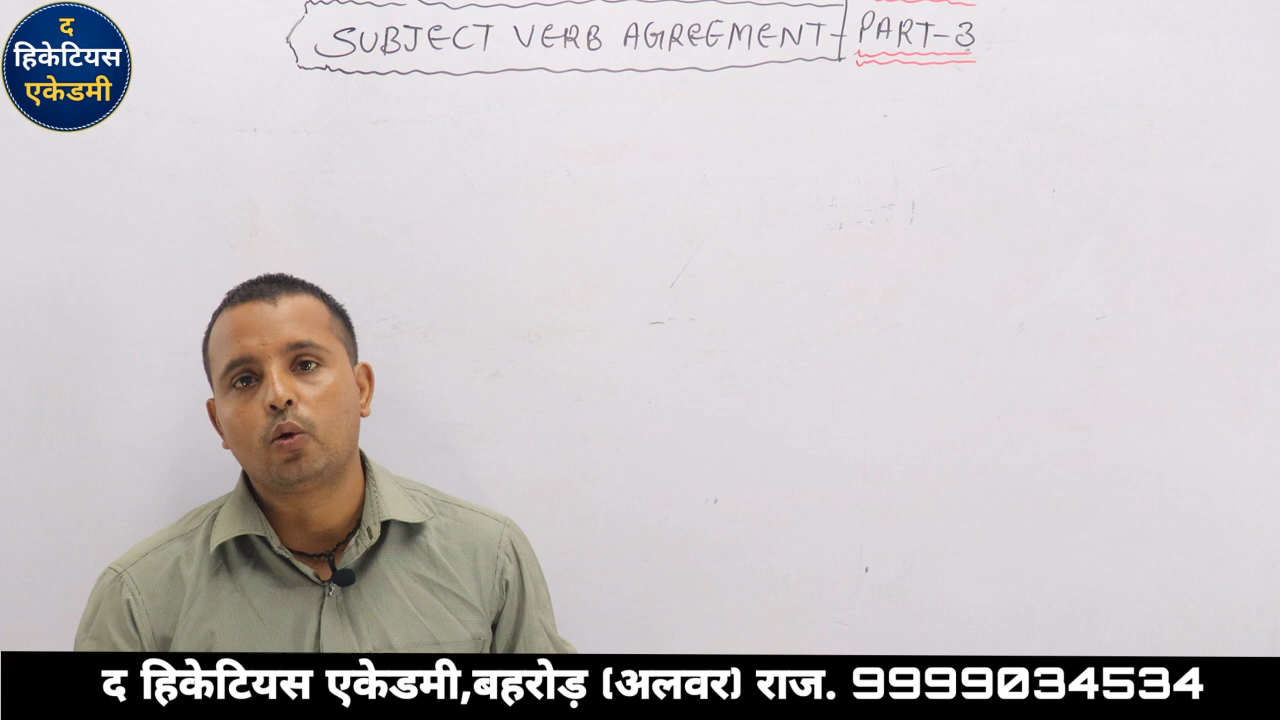 द
हिकेटियस
एकेडमी
SUBJECT VERB AGREEMENT- PART-3
द हिकेटियस एकेडमी,बहरोड़ (अलवर) राज. 9999034534